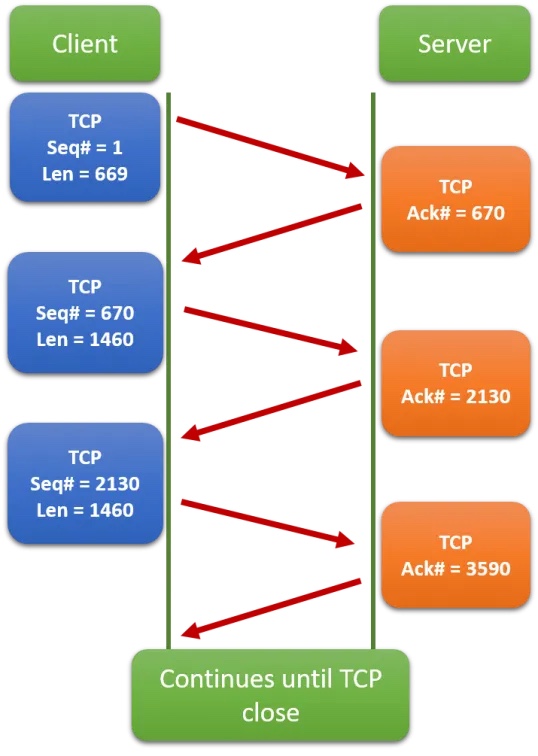 Client
Server
TCP
Seq# = 1
Len = 669
TCP
Ack# = 670
TCP
Seq# = 670
Len = 1460
TCP
Ack# = 2130
TCP
Seq# = 2130
Len = 1460
TCP
Ack# = 3590
Continues until TCP
close